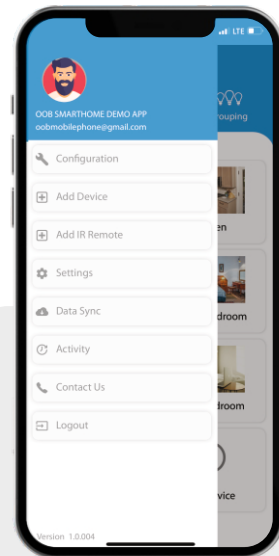 LTE
OOB SMARTHOME DEMO APP
oobmobilephone@gmail.com
rouping
Configuration
Add Device
Add IR Remote
en
Settings
Data Sync
droom
Activity
Contact Us
droom
Logout
vice
Version 1.0.004